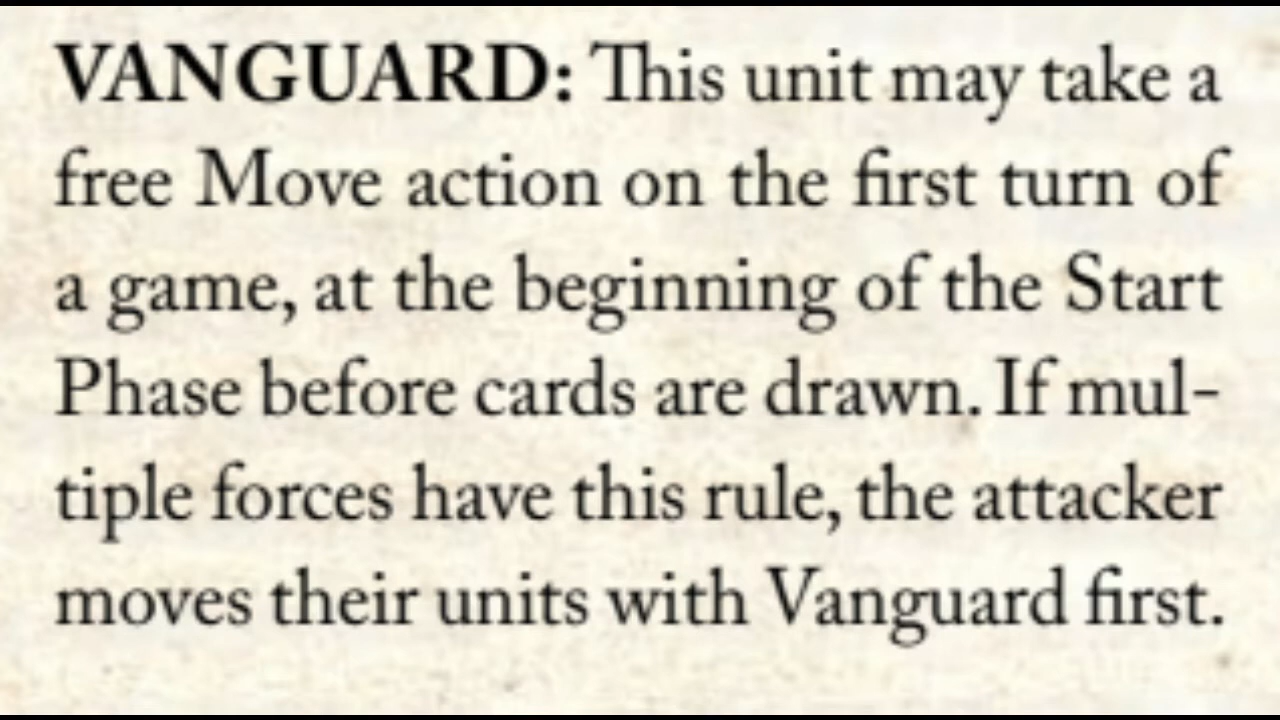 VANGUARD: This unit may take a
free Move action on the first turn of
a game, at the beginning of the Start
Phase before cards are drawn. If mul-
tiple forces have this rule, the attacker
moves their units with Vanguard first.